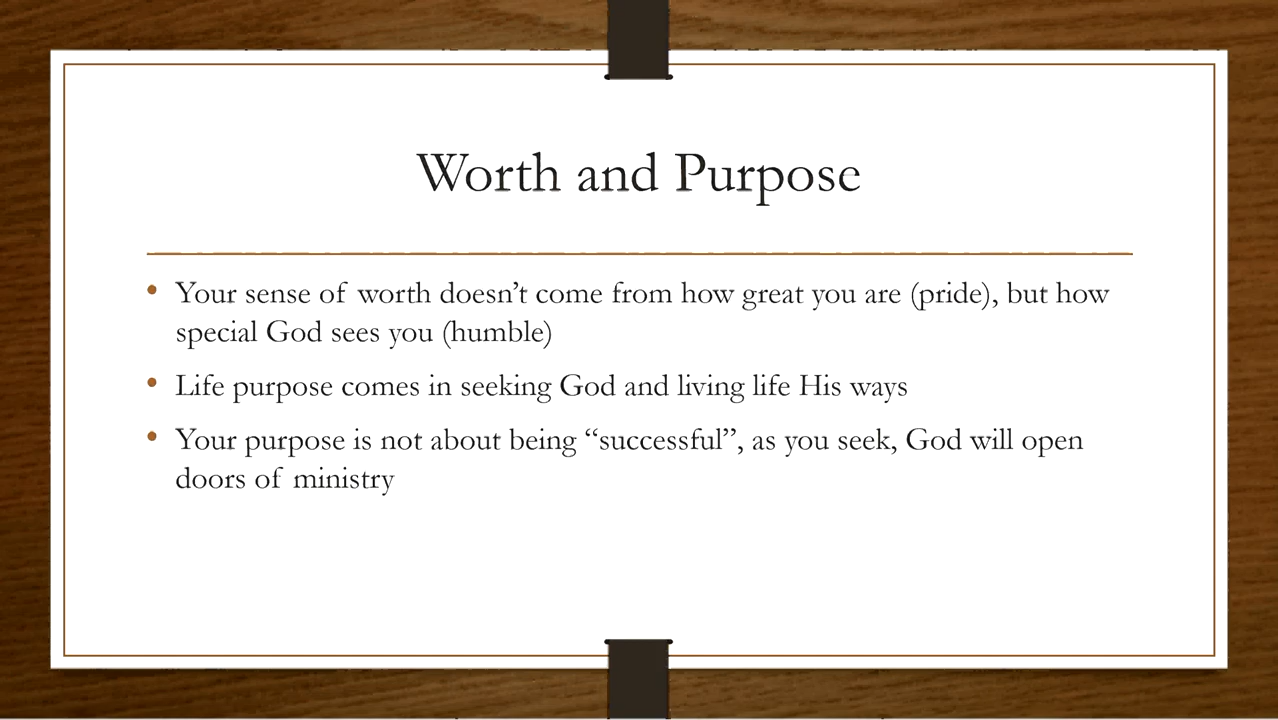 Worth and Purpose
• Your sense of worth doesn’t come from how great you are (pride), but how
special God sees you (humble)
• Life purpose comes in seeking God and living life His ways
• Your purpose is not about being “successful”, as you seek, God will open
doors of ministry